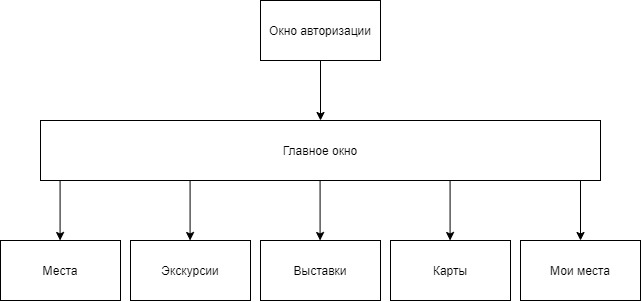 Окно авторизации
Главное окно
Места
Экскурсии
Выставки
Карты
Мои места